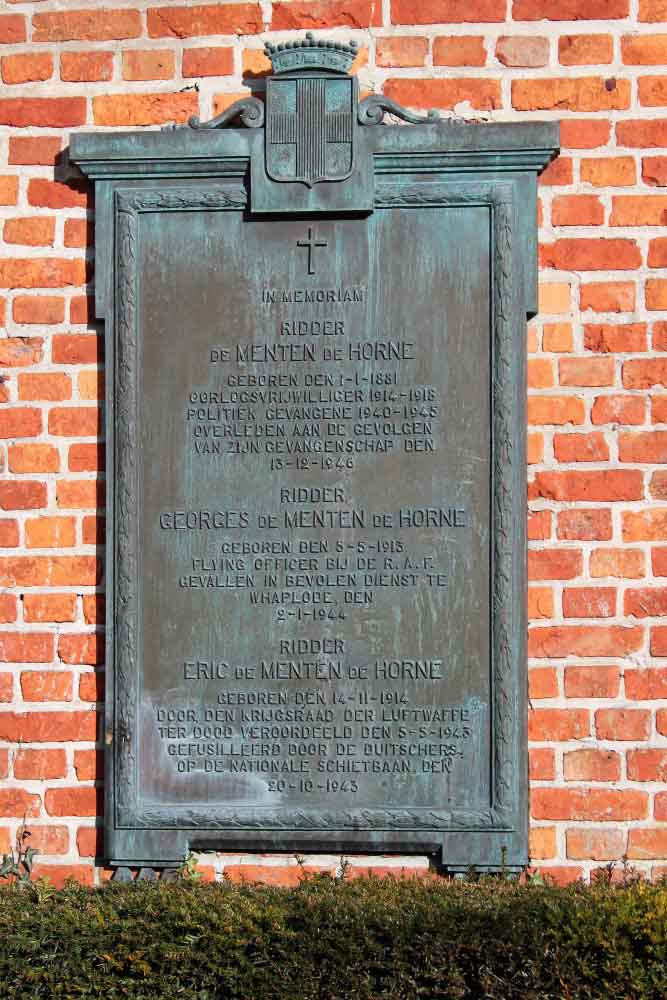 IN MEMORIAM
RIDDER
DE MENTEN DE HORNE
GEBOREN DEN 1-1-1881
OORLOGSVRIJWILLIGER 1914-1918
POLITIEK GEVANGENE 1940-1945
OVERLEDEN AAN DE GEVOLGEN
VAN ZIJN GEVANGENSCHAP DEN
13-12-1946
RIDDER
GEORGES DE MENTEN DE HORNE
GEBOREN DEN 5-5-1913
FLYING OFFICER BIJ DE R.A.F.
GEVALLEN IN BEVOLEN DIENST TE
WHAPLODE, DEN
2-1-1944
RIDDER
ERIC DE MENTEN DE HORNE
GEBOREN DEN 14-11-1914
DOOR DEN KRIJGSRAAD DER LUFTWAFFE
TER DOOD VEROORDEELD DEN 5-5-1943
GEFUSILLEERD DOOR DE DUITSCHERS,
OP DE NATIONALE SCHIETBAAN, DEN
20-10-1943